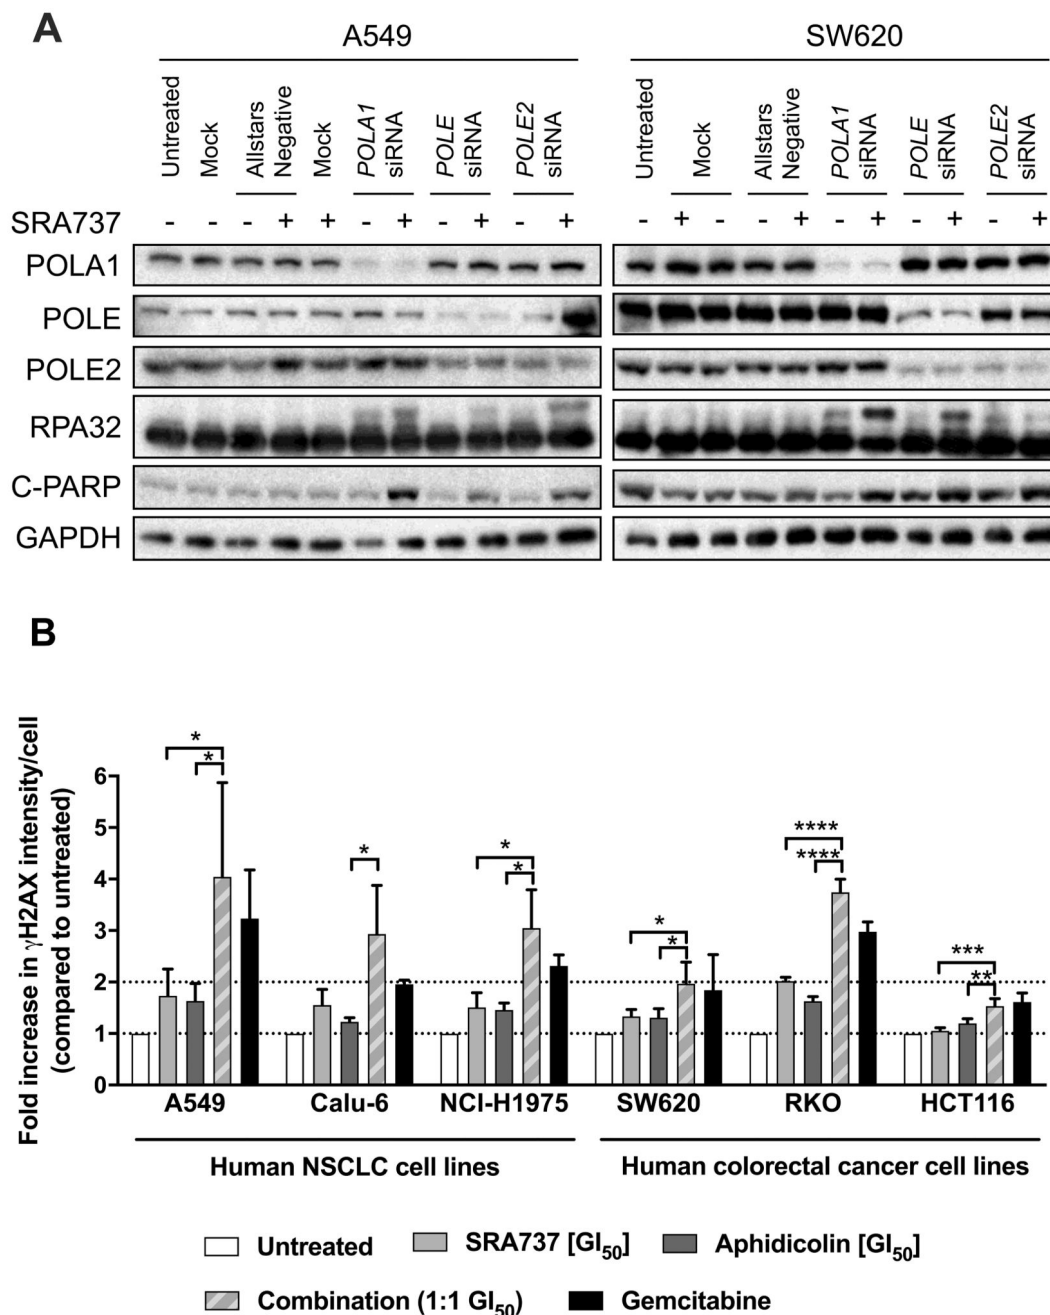 A
A549 SW620
Untreated Mock Allstars Negative Mock POLA1 siRNA POLE siRNA POLE2 siRNA Untreated Mock Allstars Negative POLA1 siRNA POLE siRNA POLE2 siRNA
SRA737 - - - + + - + - + - + - + - - + - + - + - +
POLA1
POLE
POLE2
RPA32
C-PARP
GAPDH
B
Fold increase in γH2AX intensity/cell
(compared to untreated)
6
5
4
3
2
1
0
* * * * * * * **** **** *** **
A549 Calu-6 NCI-H1975 SW620 RKO HCT116
Human NSCLC cell lines Human colorectal cancer cell lines
Untreated SRA737 [GI50] Aphidicolin [GI50]
Combination (1:1 GI50) Gemcitabine